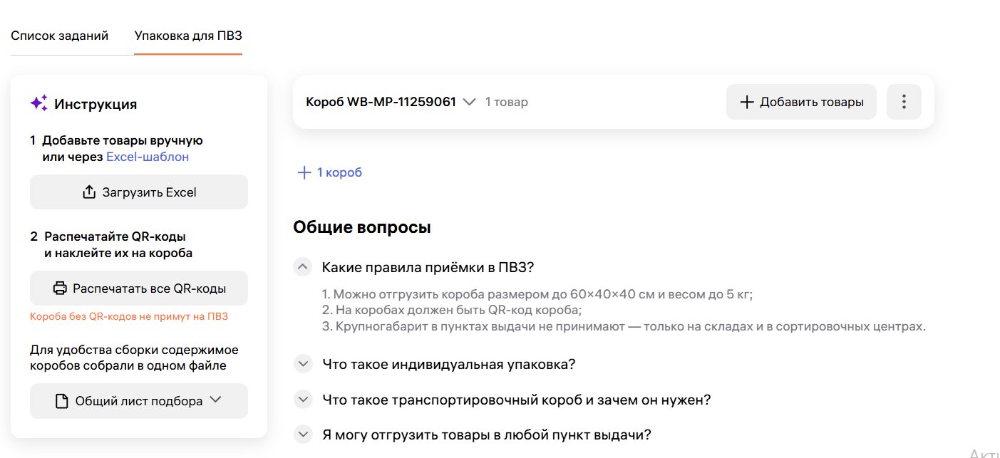 Список заданий
Упаковка для ПВЗ
Инструкция
1 Добавьте товары вручную
или через Excel-шаблон
Загрузить Excel
2 Распечатайте QR-коды
и наклейте их на короба
Распечатать все QR-коды
Короба без QR-кодов не примут на ПВЗ
Для удобства сборки содержимое
коробов собрали в одном файле
Общий лист подбора
Короб WB-MP-11259061
1 товар
+ Добавить товары
+ 1 короб
Общие вопросы
Какие правила приёмки в ПВЗ?
1. Можно отгрузить короба размером до 60×40×40 см и весом до 5 кг;
2. На коробах должен быть QR-код короба;
3. Крупногабарит в пунктах выдачи не принимают — только на складах и в сортировочных центрах.
Что такое индивидуальная упаковка?
Что такое транспортировочный короб и зачем он нужен?
Я могу отгрузить товары в любой пункт выдачи?